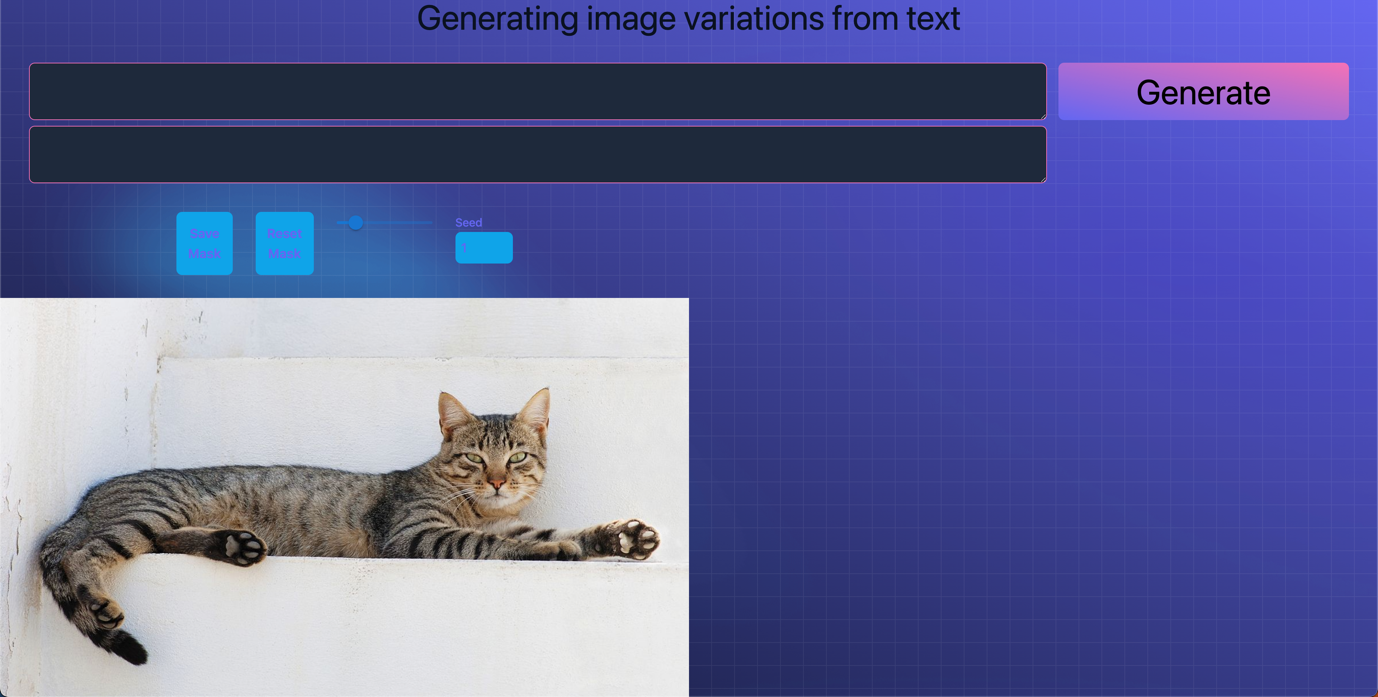 Generating image variations from text
Generate
Save
Mask
Reset
Mask
Seed
1